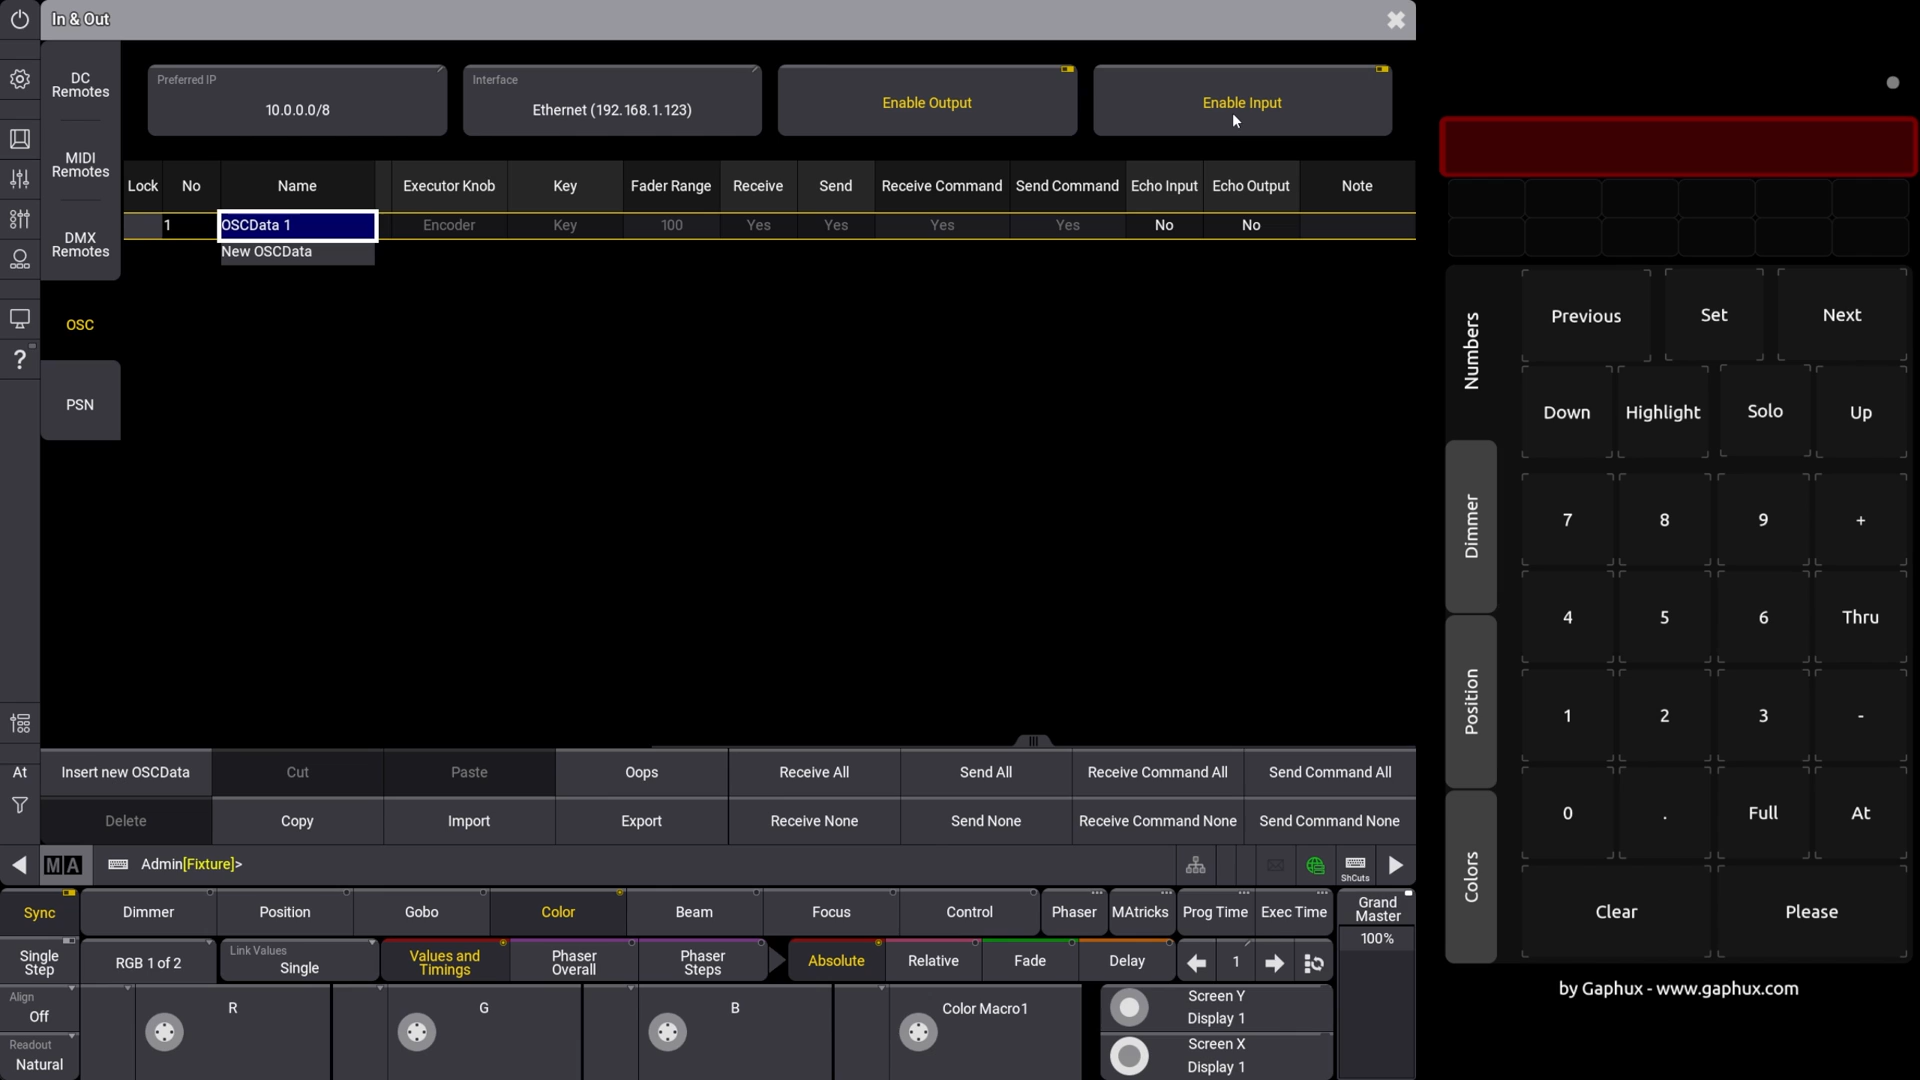 In & Out
DC
Remotes
MIDI
Remotes
DMX
Remotes
OSC
PSN
Preferred IP
10.0.0.0/8
Interface
Ethernet (192.168.1.123)
Enable Output
Enable Input
Lock No Name Executor Knob Key Fader Range Receive Send Receive Command Send Command Echo Input Echo Output Note
1 OSCData 1 Encoder Key 100 Yes Yes Yes Yes No No
New OSCData
?
At
Insert new OSCData Cut Paste Oops Receive All Send All Receive Command All Send Command All
Delete Copy Import Export Receive None Send None Receive Command None Send Command None
MA Admin[Fixture]> ShCuts
Sync Dimmer Position Gobo Color Beam Focus Control Phaser MAtricks Prog Time Exec Time
Grand
Master
100%
Single
Step
RGB 1 of 2
Link Values
Single
Values and
Timings
Phaser
Overall
Phaser
Steps
Absolute Relative Fade Delay 1
Align
Off
Readout
Natural
R G B Color Macro1
Screen Y
Display 1
Screen X
Display 1
Numbers
Dimmer
Position
Colors
Previous Set Next
Down Highlight Solo Up
7 8 9 +
4 5 6 Thru
1 2 3 -
0 . Full At
Clear Please
by Gaphux - www.gaphux.com